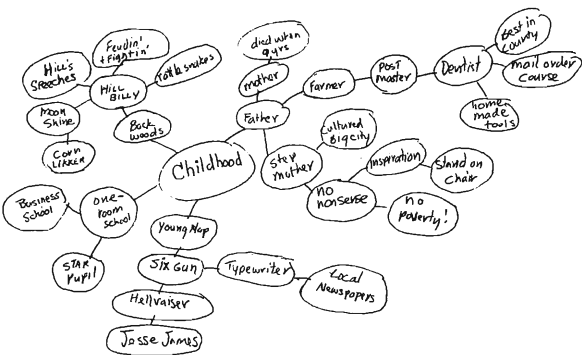 Feudin'
+ Fightin'
Hill's
Speeches
Hill
Billy
rattlesnakes
moon
shine
Corn
Likker
Back
woods
died when
9 yrs
mother
Father
Farmer
Post
master
Dentist
Best in
County
mail order
course
home-
made
tools
Childhood
Step
mother
Cultured
Big city
no
nonsense
Inspiration
Stand on
Chair
no
poverty!
one-
room
school
Business
School
STAR
Pupil
Young Nap
Six Gun
Typewriter
Local
Newspapers
Hellraiser
Jesse James